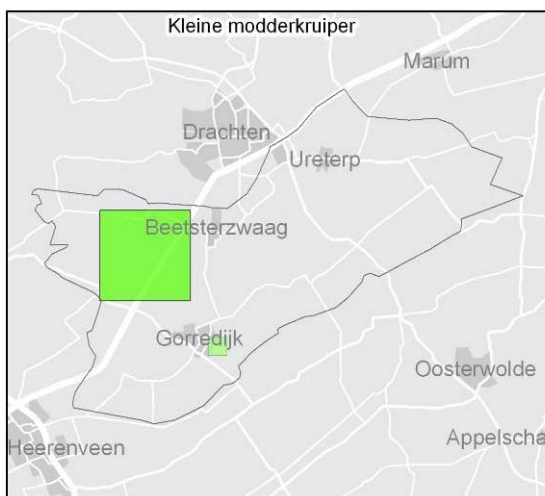 Kleine modderkruiper
Marum
Drachten
Ureterp
Beetsterzwaag
Gorredijk
Oosterwolde
Appelscha
Heerenveen